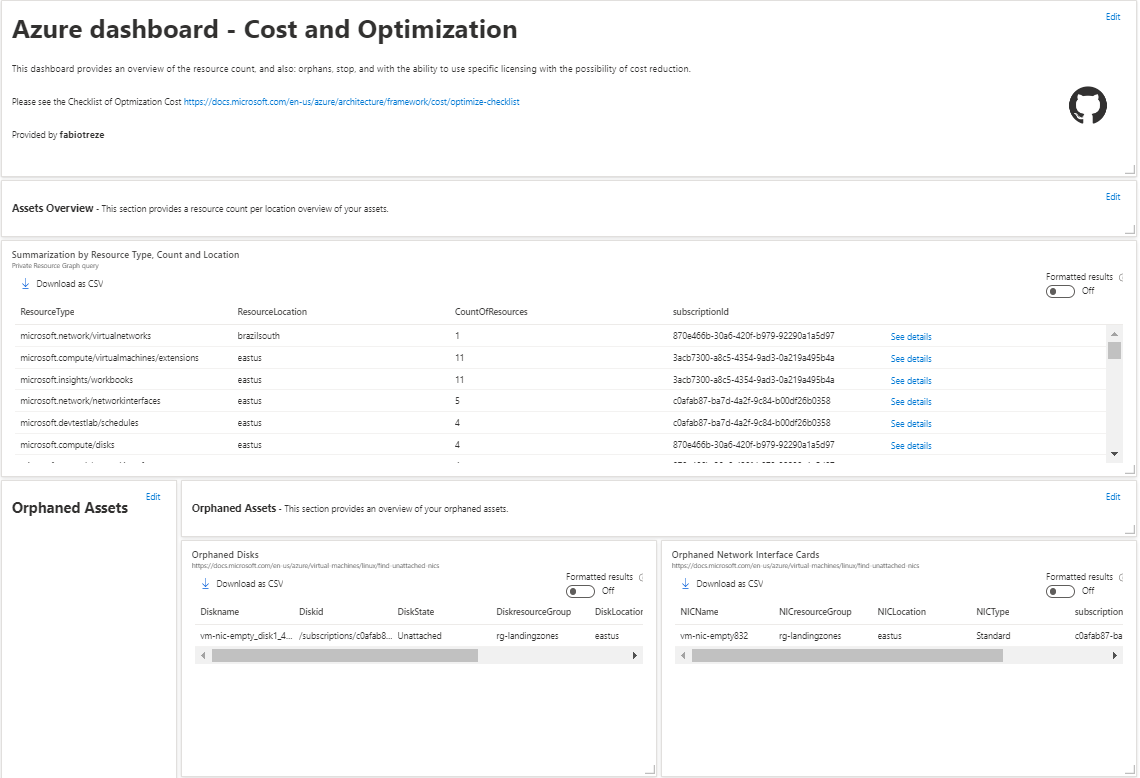 Edit
Azure dashboard - Cost and Optimization
This dashboard provides an overview of the resource count, and also: orphans, stop, and with the ability to use specific licensing with the possibility of cost reduction.
Please see the Checklist of Optmization Cost https://docs.microsoft.com/en-us/azure/architecture/framework/cost/optimize-checklist
Provided by fabiotreze
Edit
Assets Overview - This section provides a resource count per location overview of your assets.
Summarization by Resource Type, Count and Location
Private Resource Graph query
Download as CSV
Formatted results
Off
ResourceType ResourceLocation CountOfResources subscriptionId
microsoft.network/virtualnetworks brazilsouth 1 870e466b-30a6-420f-b979-92290a1a5d97 See details
microsoft.compute/virtualmachines/extensions eastus 11 3acb7300-a8c5-4354-9ad3-0a219a495b4a See details
microsoft.insights/workbooks eastus 11 3acb7300-a8c5-4354-9ad3-0a219a495b4a See details
microsoft.network/networkinterfaces eastus 5 c0afab87-ba7d-4a2f-9c84-b00df26b0358 See details
microsoft.devtestlab/schedules eastus 4 c0afab87-ba7d-4a2f-9c84-b00df26b0358 See details
microsoft.compute/disks eastus 4 870e466b-30a6-420f-b979-92290a1a5d97 See details
Edit
Orphaned Assets
Edit
Orphaned Assets - This section provides an overview of your orphaned assets.
Orphaned Disks
https://docs.microsoft.com/en-us/azure/virtual-machines/linux/find-unattached-nics
Download as CSV
Formatted results
Off
Diskname Diskid DiskState DiskresourceGroup DiskLocation
vm-nic-empty_disk1_4... /subscriptions/c0afab8... Unattached rg-landingzones eastus
Orphaned Network Interface Cards
https://docs.microsoft.com/en-us/azure/virtual-machines/linux/find-unattached-nics
Download as CSV
Formatted results
Off
NICName NICresourceGroup NICLocation NICType subscription
vm-nic-empty832 rg-landingzones eastus Standard c0afab87-ba